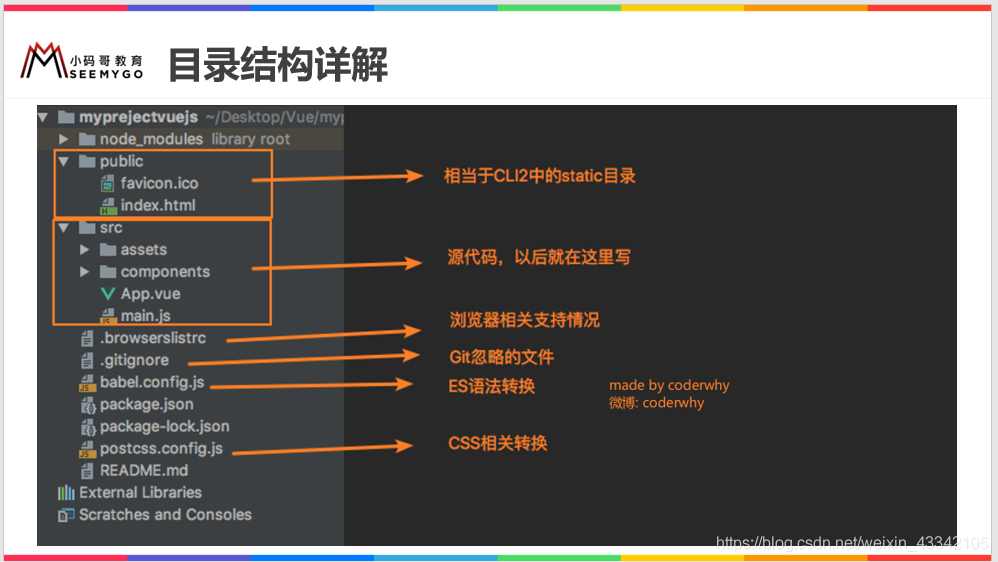 小码哥教育
SEEMYGO
目录结构详解
myprejectvuejs ~/Desktop/Vue/myp
node_modules library root
public
favicon.ico
index.html
相当于CLI2中的static目录
src
assets
components
App.vue
main.js
源代码，以后就在这里写
.browserslistrc
浏览器相关支持情况
.gitignore
Git忽略的文件
babel.config.js
ES语法转换
made by coderwhy
微博: coderwhy
package.json
package-lock.json
postcss.config.js
CSS相关转换
README.md
External Libraries
Scratches and Consoles
https://blog.csdn.net/weixin_43342105